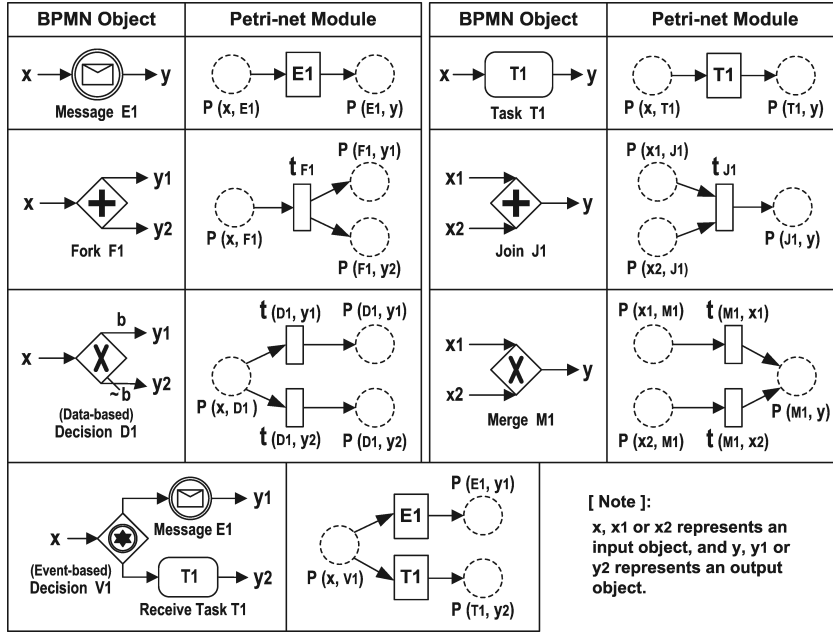 BPMN Object
Petri-net Module
BPMN Object
Petri-net Module
x
y
Message E1
E1
P (x, E1)
P (E1, y)
x
T1
y
Task T1
T1
P (x, T1)
P (T1, y)
x
y1
y2
Fork F1
t F1
P (F1, y1)
P (x, F1)
P (F1, y2)
x1
x2
y
Join J1
P (x1, J1)
t J1
P (x2, J1)
P (J1, y)
b
x
y1
y2
~b
(Data-based)
Decision D1
t (D1, y1)
P (D1, y1)
P (x, D1)
t (D1, y2)
P (D1, y2)
x1
x2
y
Merge M1
P (x1, M1)
t (M1, x1)
P (M1, y)
P (x2, M1)
t (M1, x2)
x
y1
Message E1
(Event-based)
Decision V1
T1
y2
Receive Task T1
P (E1, y1)
E1
T1
P (x, V1)
P (T1, y2)
[ Note ]:
x, x1 or x2 represents an
input object, and y, y1 or
y2 represents an output
object.